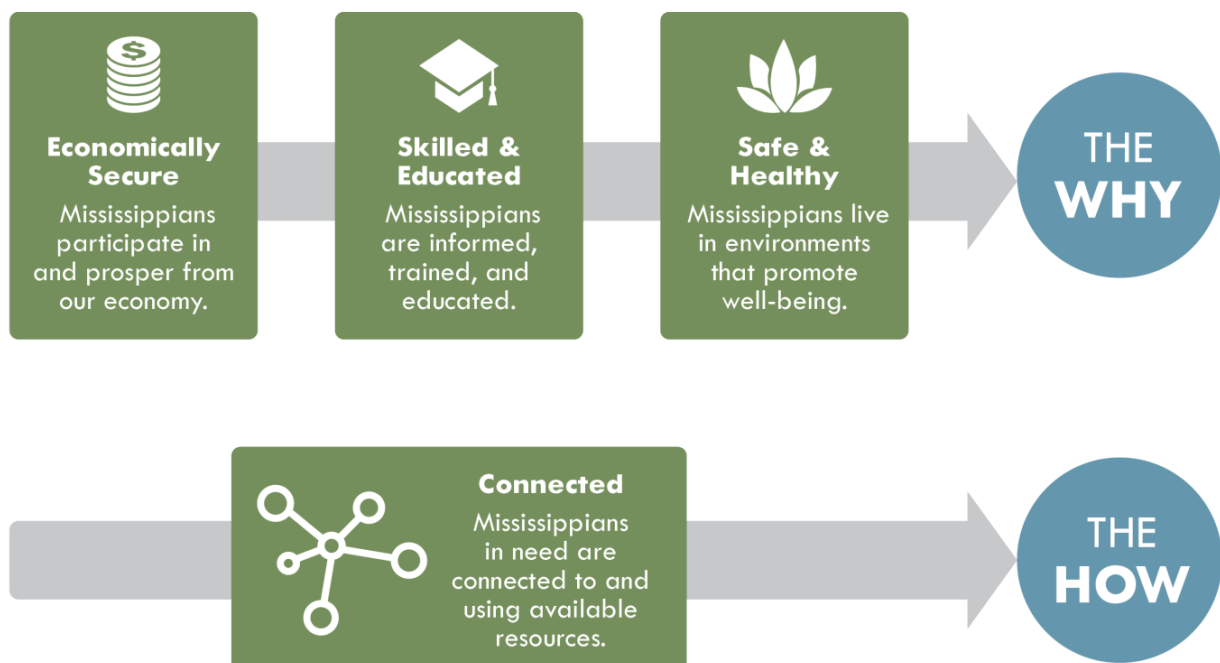 $
Economically
Secure
Mississippians
participate in
and prosper from
our economy.
Skilled &
Educated
Mississippians
are informed,
trained, and
educated.
Safe &
Healthy
Mississippians live
in environments
that promote
well-being.
THE
WHY
Connected
Mississippians
in need are
connected to and
using available
resources.
THE
HOW